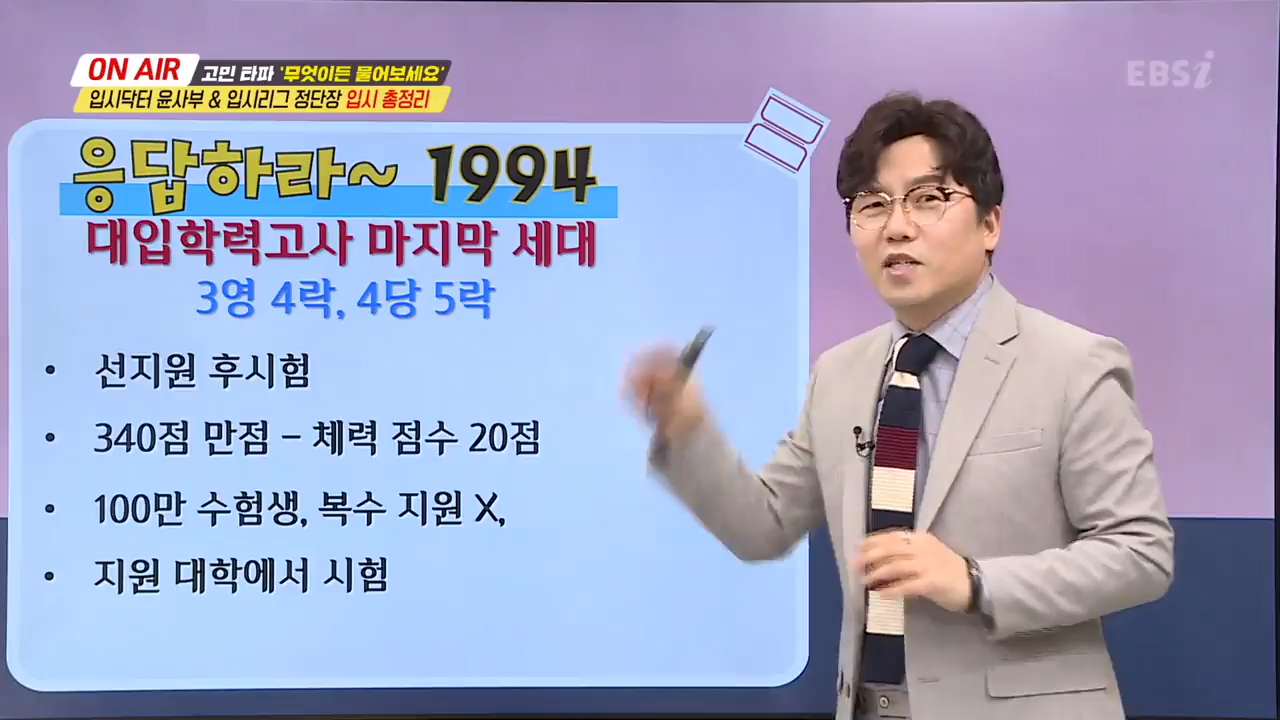 ON AIR 고민 타파 '무엇이든 물어보세요'
입시닥터 윤사부 & 입시리그 정단장 입시 총정리
EBSi
응답하라~ 1994
대입학력고사 마지막 세대
3영 4락, 4당 5락
• 선지원 후시험
• 340점 만점 – 체력 점수 20점
• 100만 수험생, 복수 지원 X,
• 지원 대학에서 시험